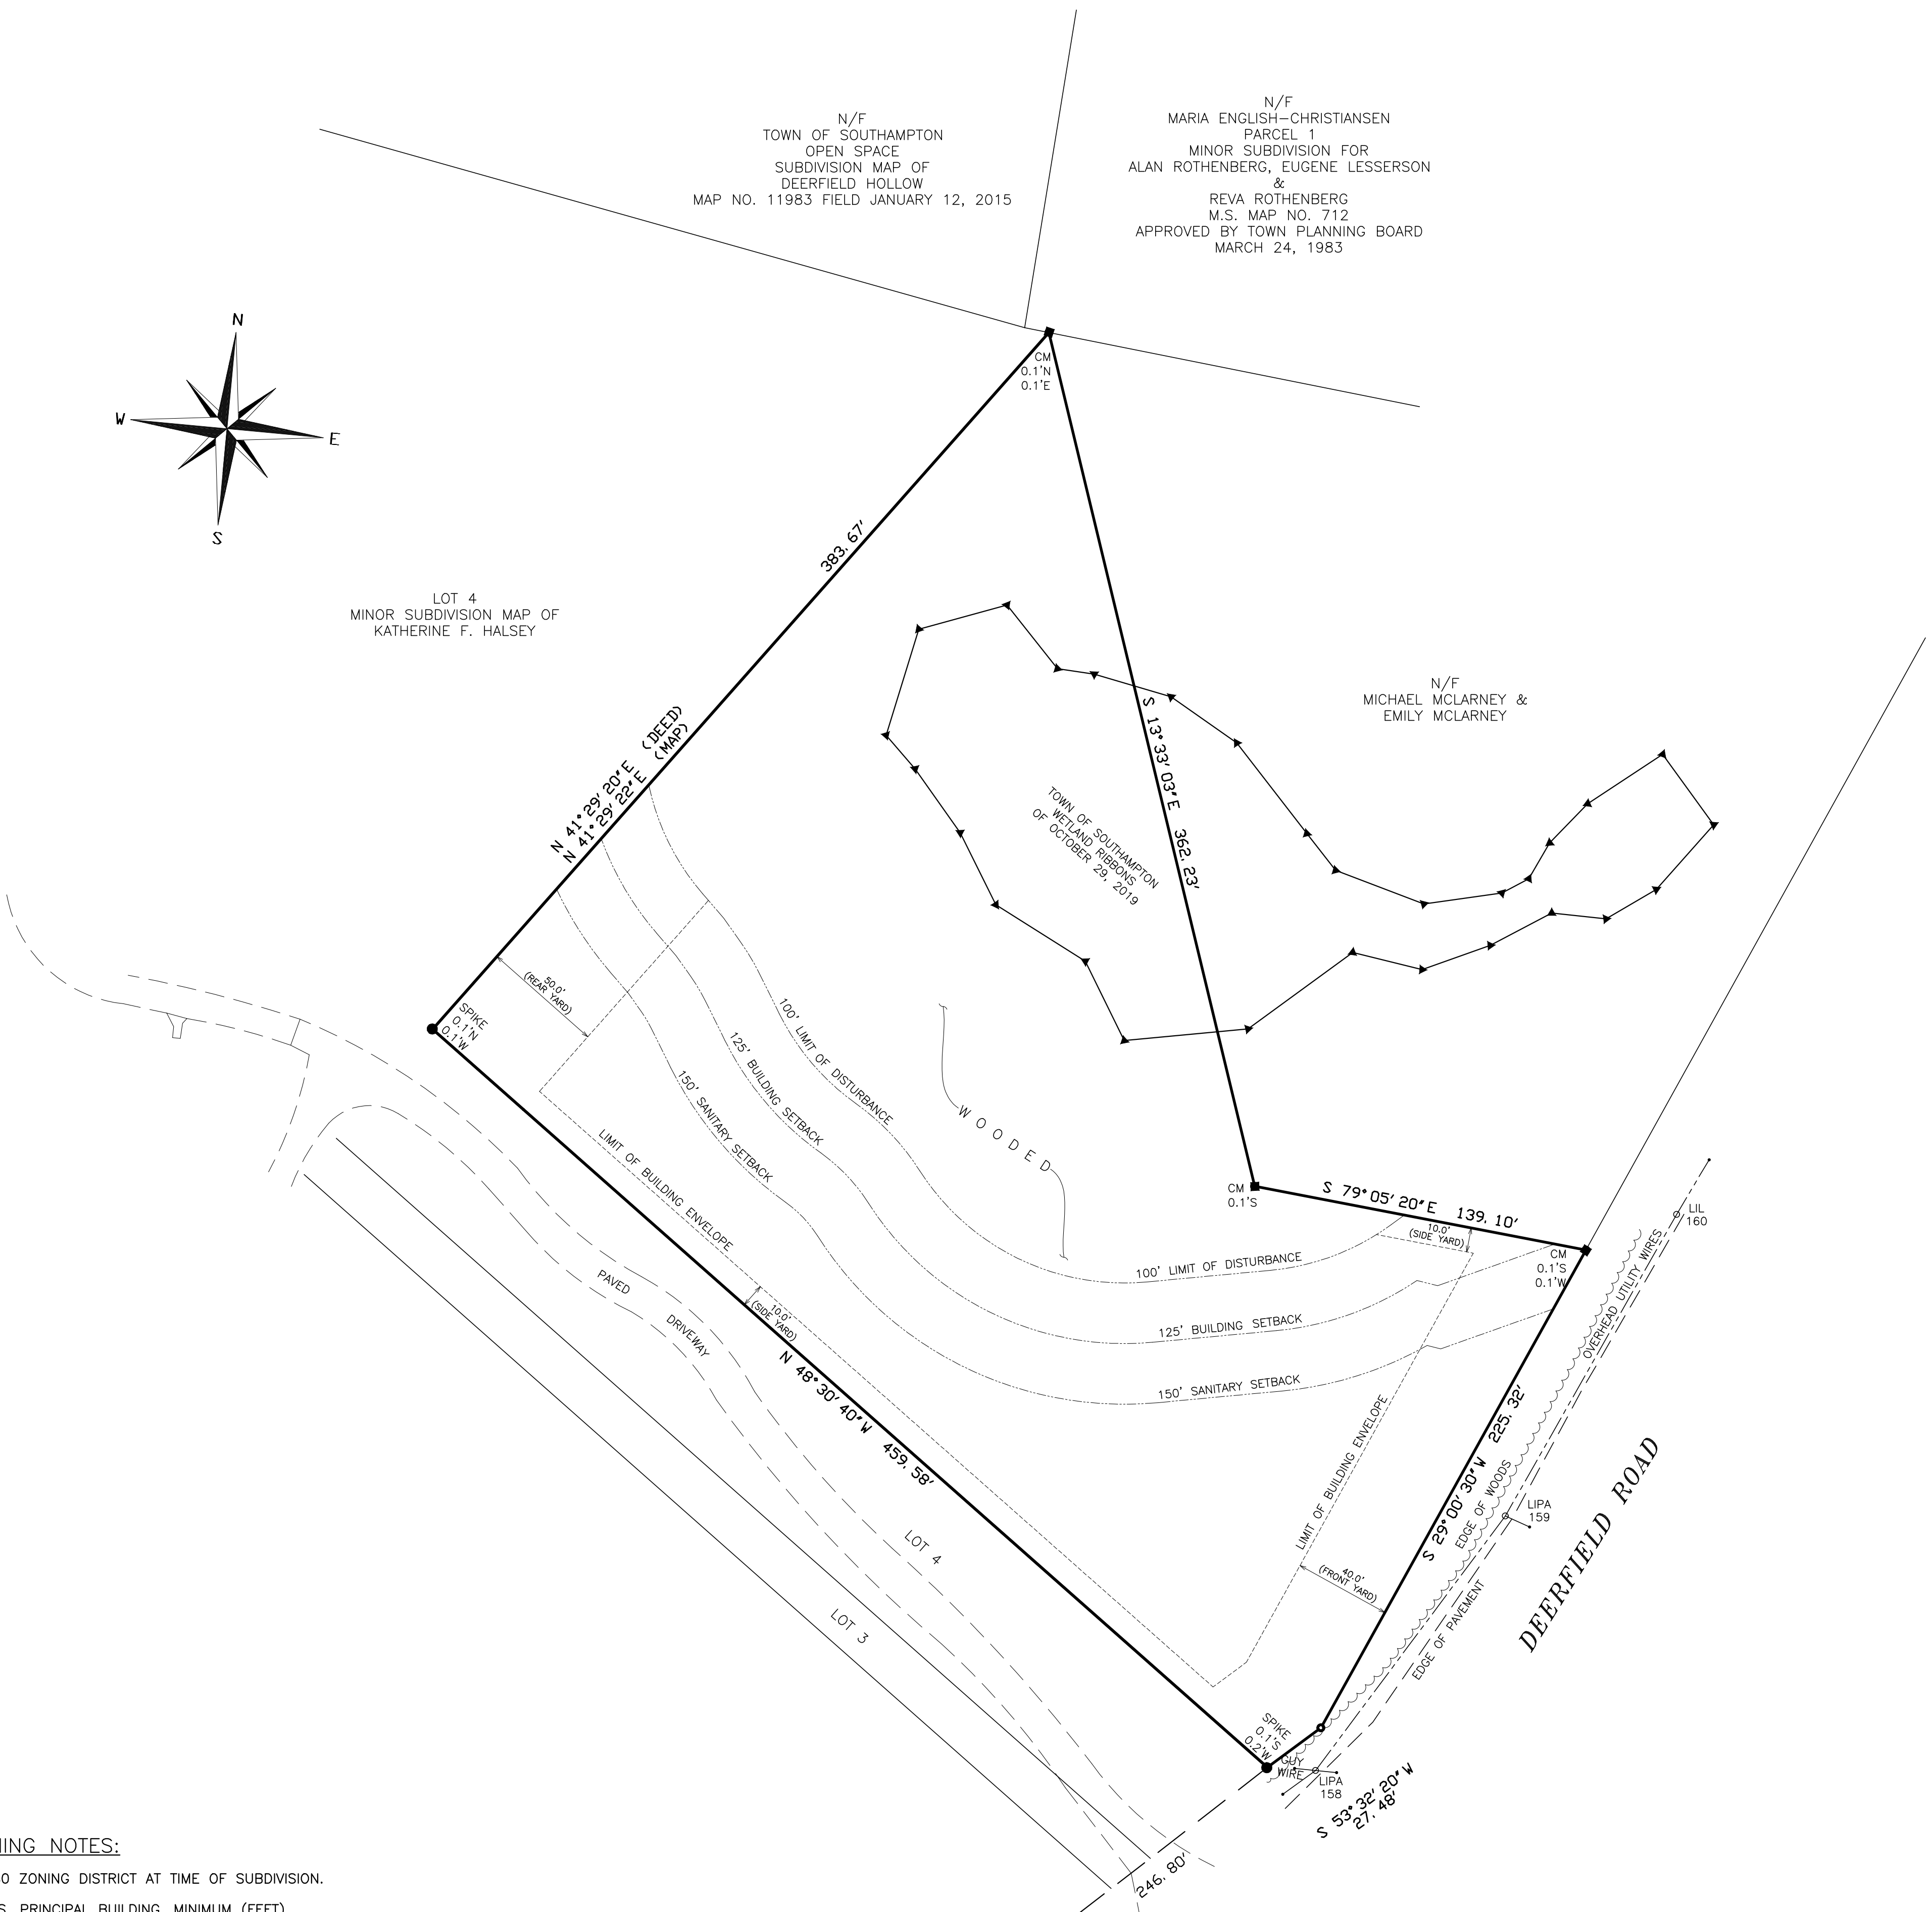 N/F
TOWN OF SOUTHAMPTON
OPEN SPACE
SUBDIVISION MAP OF
DEERFIELD HOLLOW
MAP NO. 11983 FIELD JANUARY 12, 2015
N/F
MARIA ENGLISH-CHRISTIANSEN
PARCEL 1
MINOR SUBDIVISION FOR
ALAN ROTHENBERG, EUGENE LESSERSON
&
REVA ROTHENBERG
M.S. MAP NO. 712
APPROVED BY TOWN PLANNING BOARD
MARCH 24, 1983
N
W
E
S
CM
0.1'N
0.1'E
383.67'
LOT 4
MINOR SUBDIVISION MAP OF
KATHERINE F. HALSEY
N 41°29'20"E (DEED)
N 41°29'22"E (MAP)
N/F
MICHAEL MCLARNEY &
EMILY MCLARNEY
S 13°33'03"E 362.23'
TOWN OF SOUTHAMPTON
WETLAND RIBBONS
OF OCTOBER 29, 2019
50.0'
(REAR YARD)
SPIKE
0.1'N
0.1'W
100' LIMIT OF DISTURBANCE
125' BUILDING SETBACK
150' SANITARY SETBACK
LIMIT OF BUILDING ENVELOPE
WOODED
CM
0.1'S
S 79°05'20"E 139.10'
10.0'
(SIDE YARD)
LIL
160
CM
0.1'S
0.1'W
OVERHEAD UTILITY WIRES
100' LIMIT OF DISTURBANCE
125' BUILDING SETBACK
150' SANITARY SETBACK
PAVED
DRIVEWAY
10.0'
(SIDE YARD)
N 48°30'40"W 459.58'
LIMIT OF BUILDING ENVELOPE
S 29°00'30"W 225.32'
EDGE OF WOODS
LIPA
159
EDGE OF PAVEMENT
DEERFIELD ROAD
40.0'
(FRONT YARD)
LOT 4
LOT 3
SPIKE
0.1'S
0.2'W
GUY
WIRE
LIPA
158
S 53°32'20"W
27.48'
246.80'
ING NOTES:
0 ZONING DISTRICT AT TIME OF SUBDIVISION.
S, PRINCIPAL BUILDING, MINIMUM (FEET)